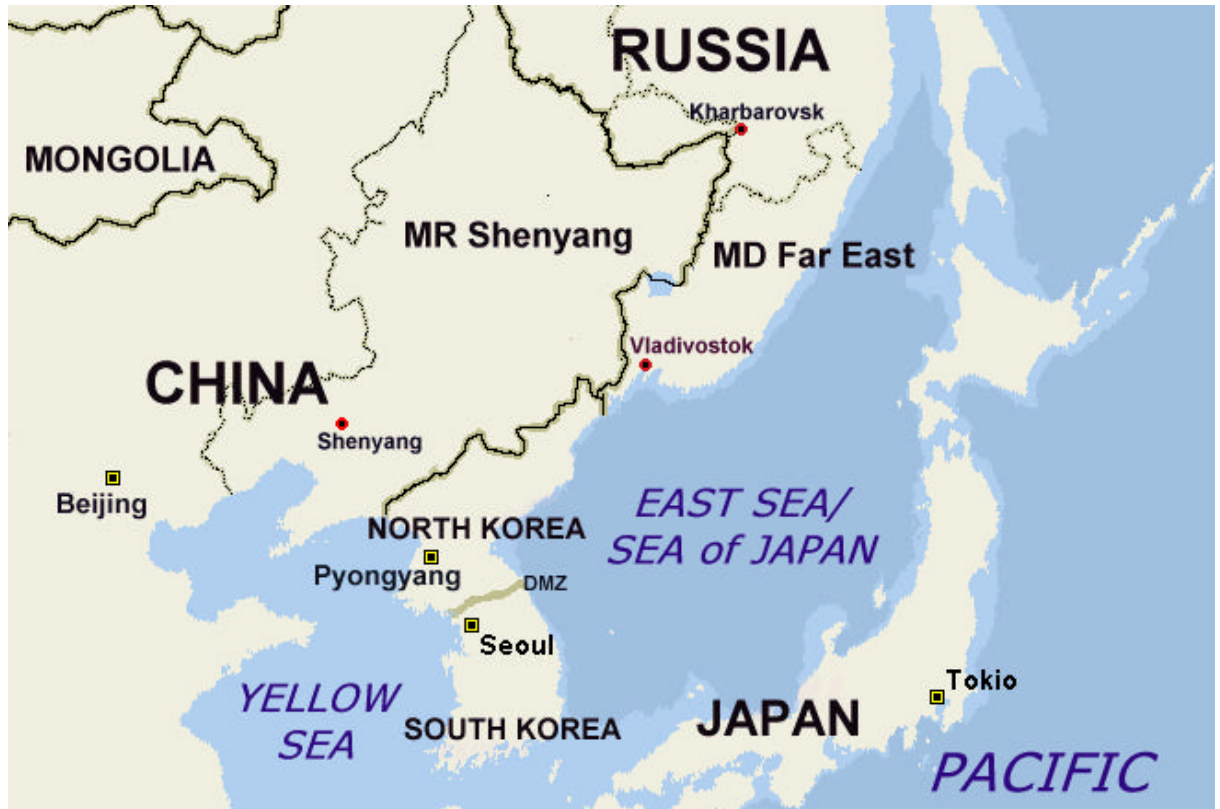 RUSSIA
Kharbarovsk
MONGOLIA
MR Shenyang
MD Far East
Vladivostok
CHINA
Shenyang
Beijing
EAST SEA/
SEA of JAPAN
NORTH KOREA
Pyongyang
DMZ
Seoul
Tokio
YELLOW
SEA
SOUTH KOREA
JAPAN
PACIFIC